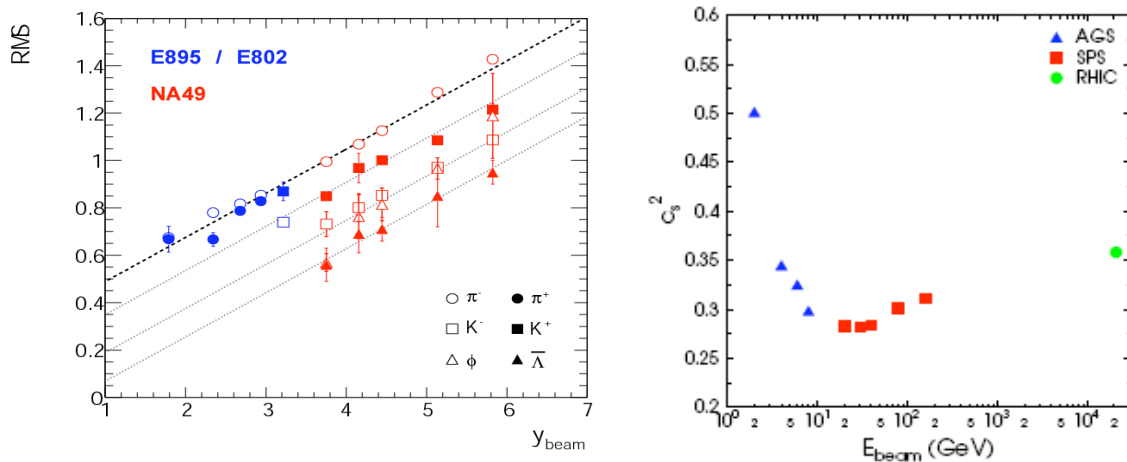 RMS
1.6
1.4
1.2
1
0.8
0.6
0.4
0.2
0
E895 / E802
NA49
π⁻ π⁺
K⁻ K⁺
ϕ Λ̅
1 2 3 4 5 6 7
y_beam
c_s²
0.6
0.55
0.5
0.45
0.4
0.35
0.3
0.25
0.2
AGS
SPS
RHIC
10⁰ 2 5 10¹ 2 5 10² 2 5 10³ 2 5 10⁴ 2
E_beam (GeV)